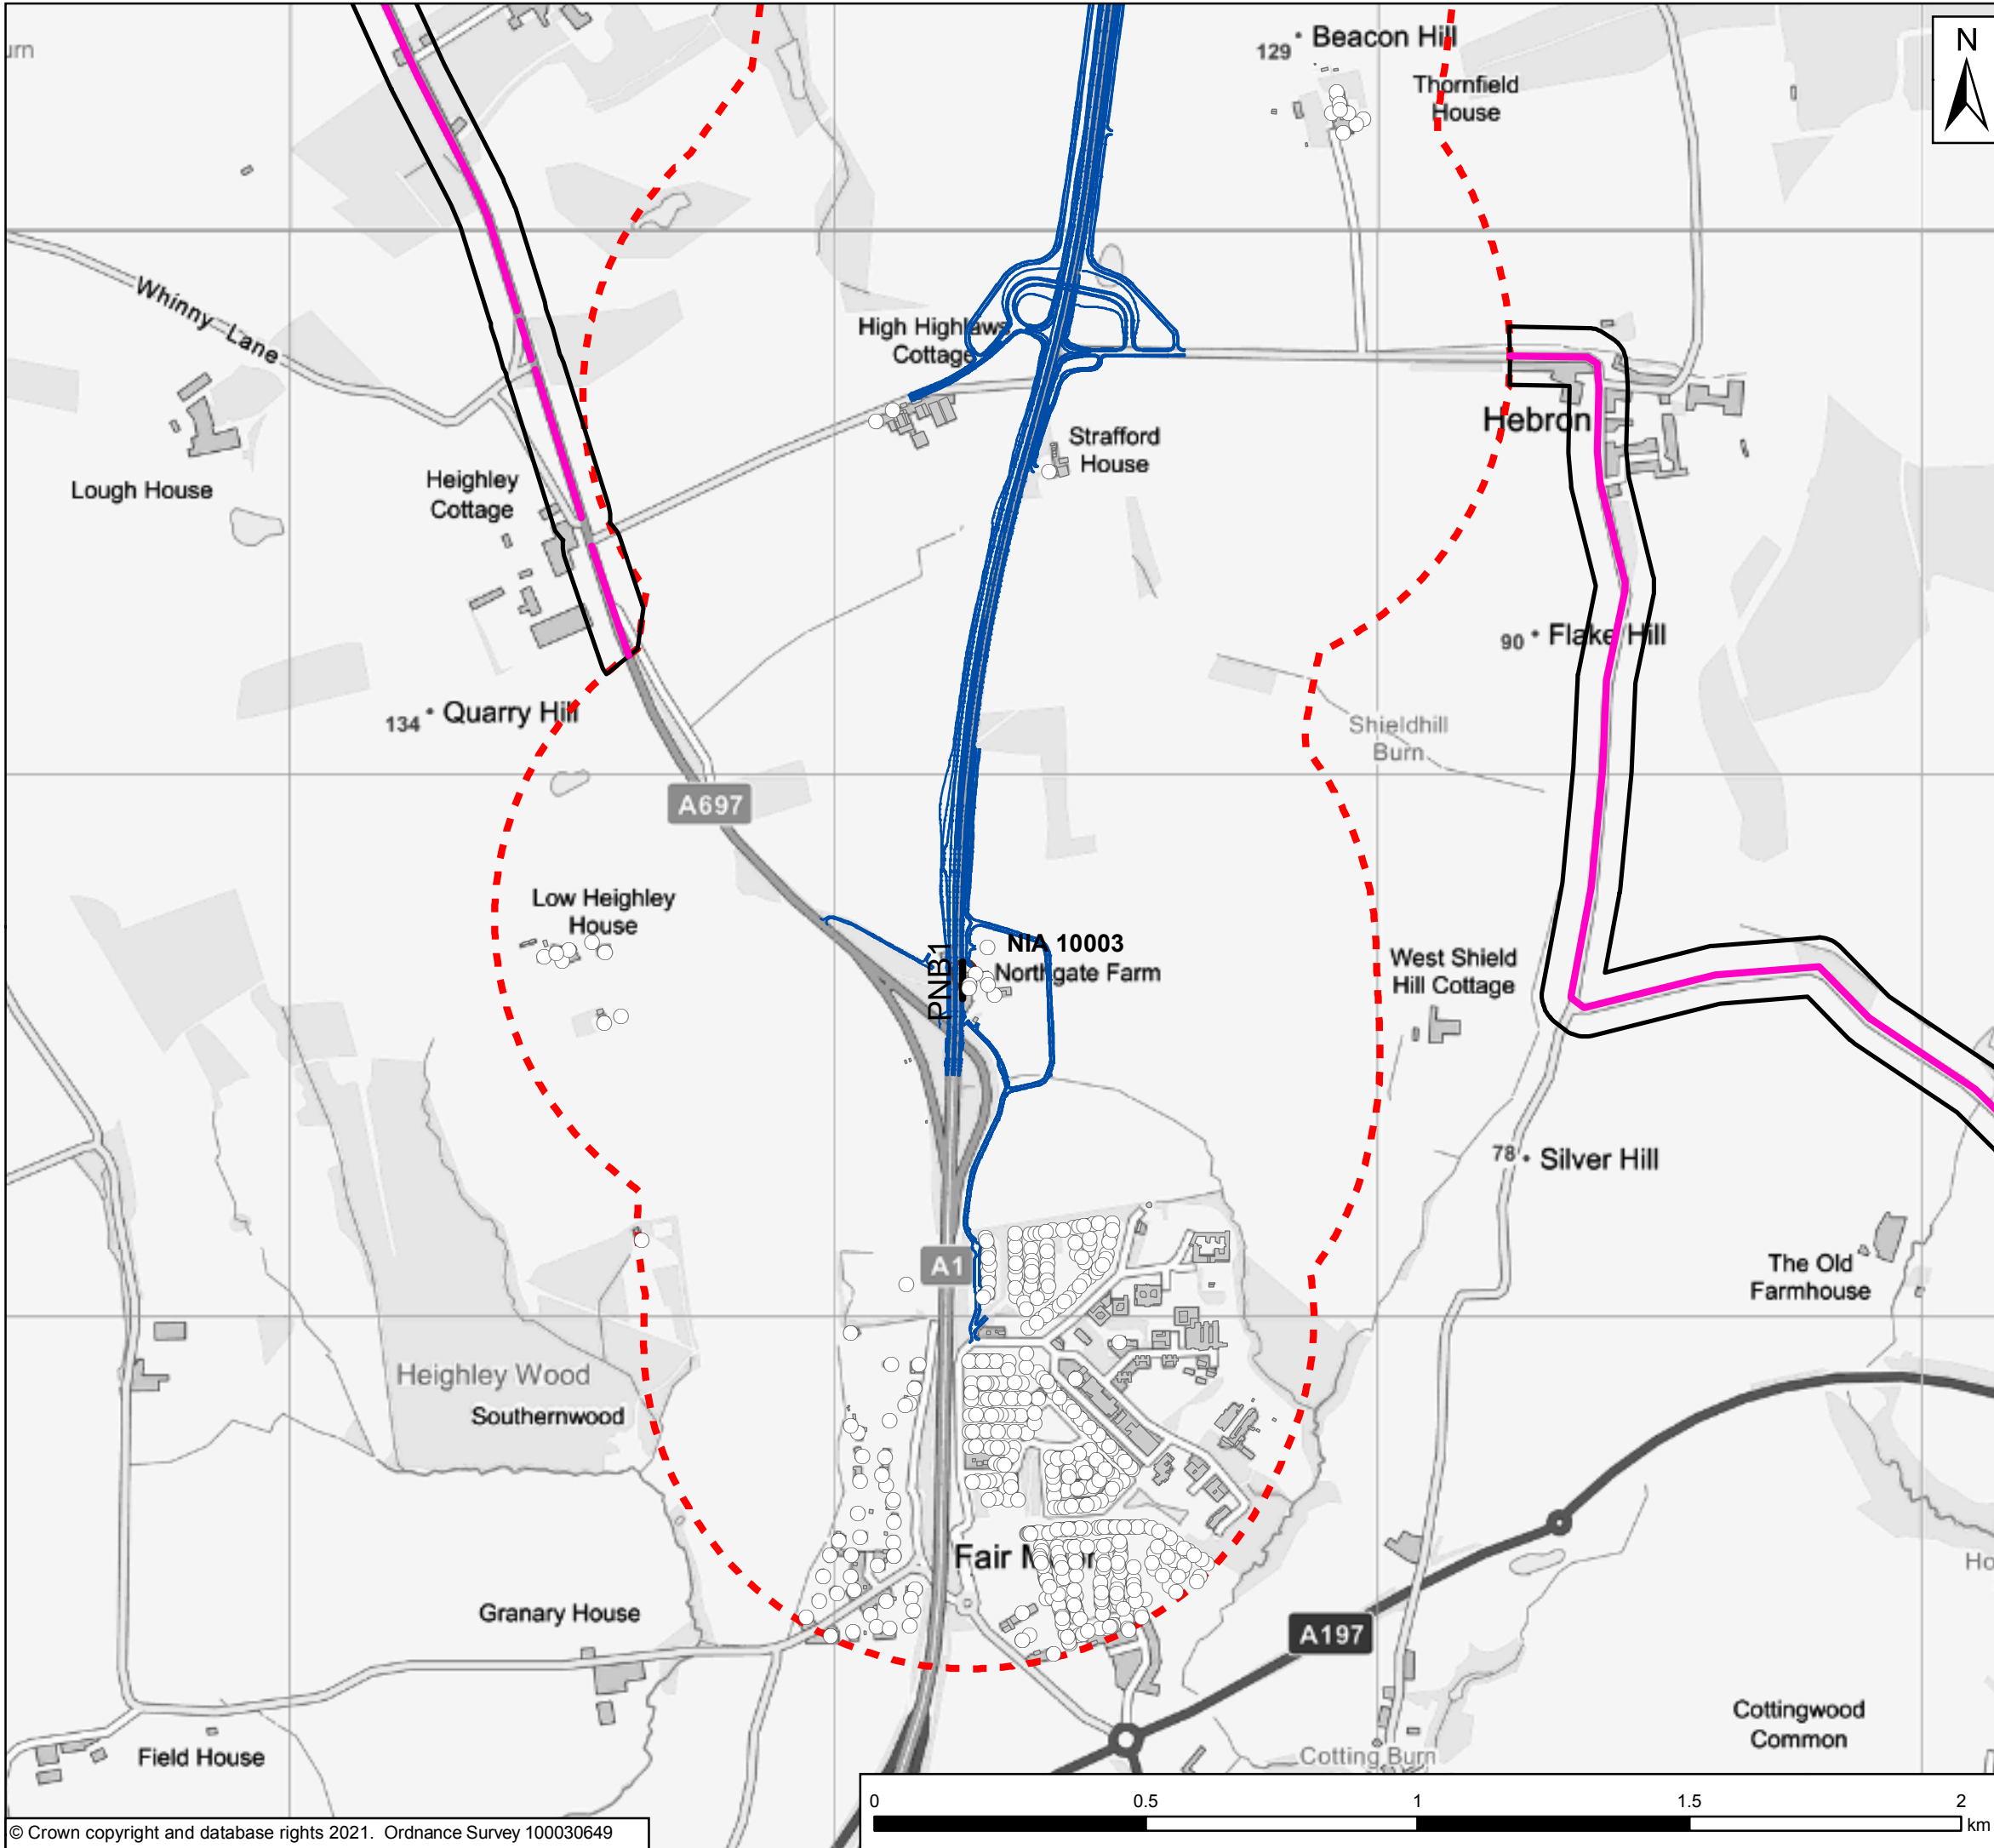 urn
129
Beacon Hill
N
Thornfield
House
Whinny Lane
High Highlaws
Cottage
Hebron
Strafford
House
Lough House
Heighley
Cottage
90
Flake Hill
134
Quarry Hill
Shieldhill
Burn
A697
Low Heighley
House
PNB1
NIA 10003
Northgate Farm
West Shield
Hill Cottage
78
Silver Hill
A1
The Old
Farmhouse
Heighley Wood
Southernwood
Fair
Ho
Granary House
A197
Cottingwood
Common
Field House
Cotting Burn
0
0.5
1
1.5
2
km
© Crown copyright and database rights 2021. Ordnance Survey 100030649